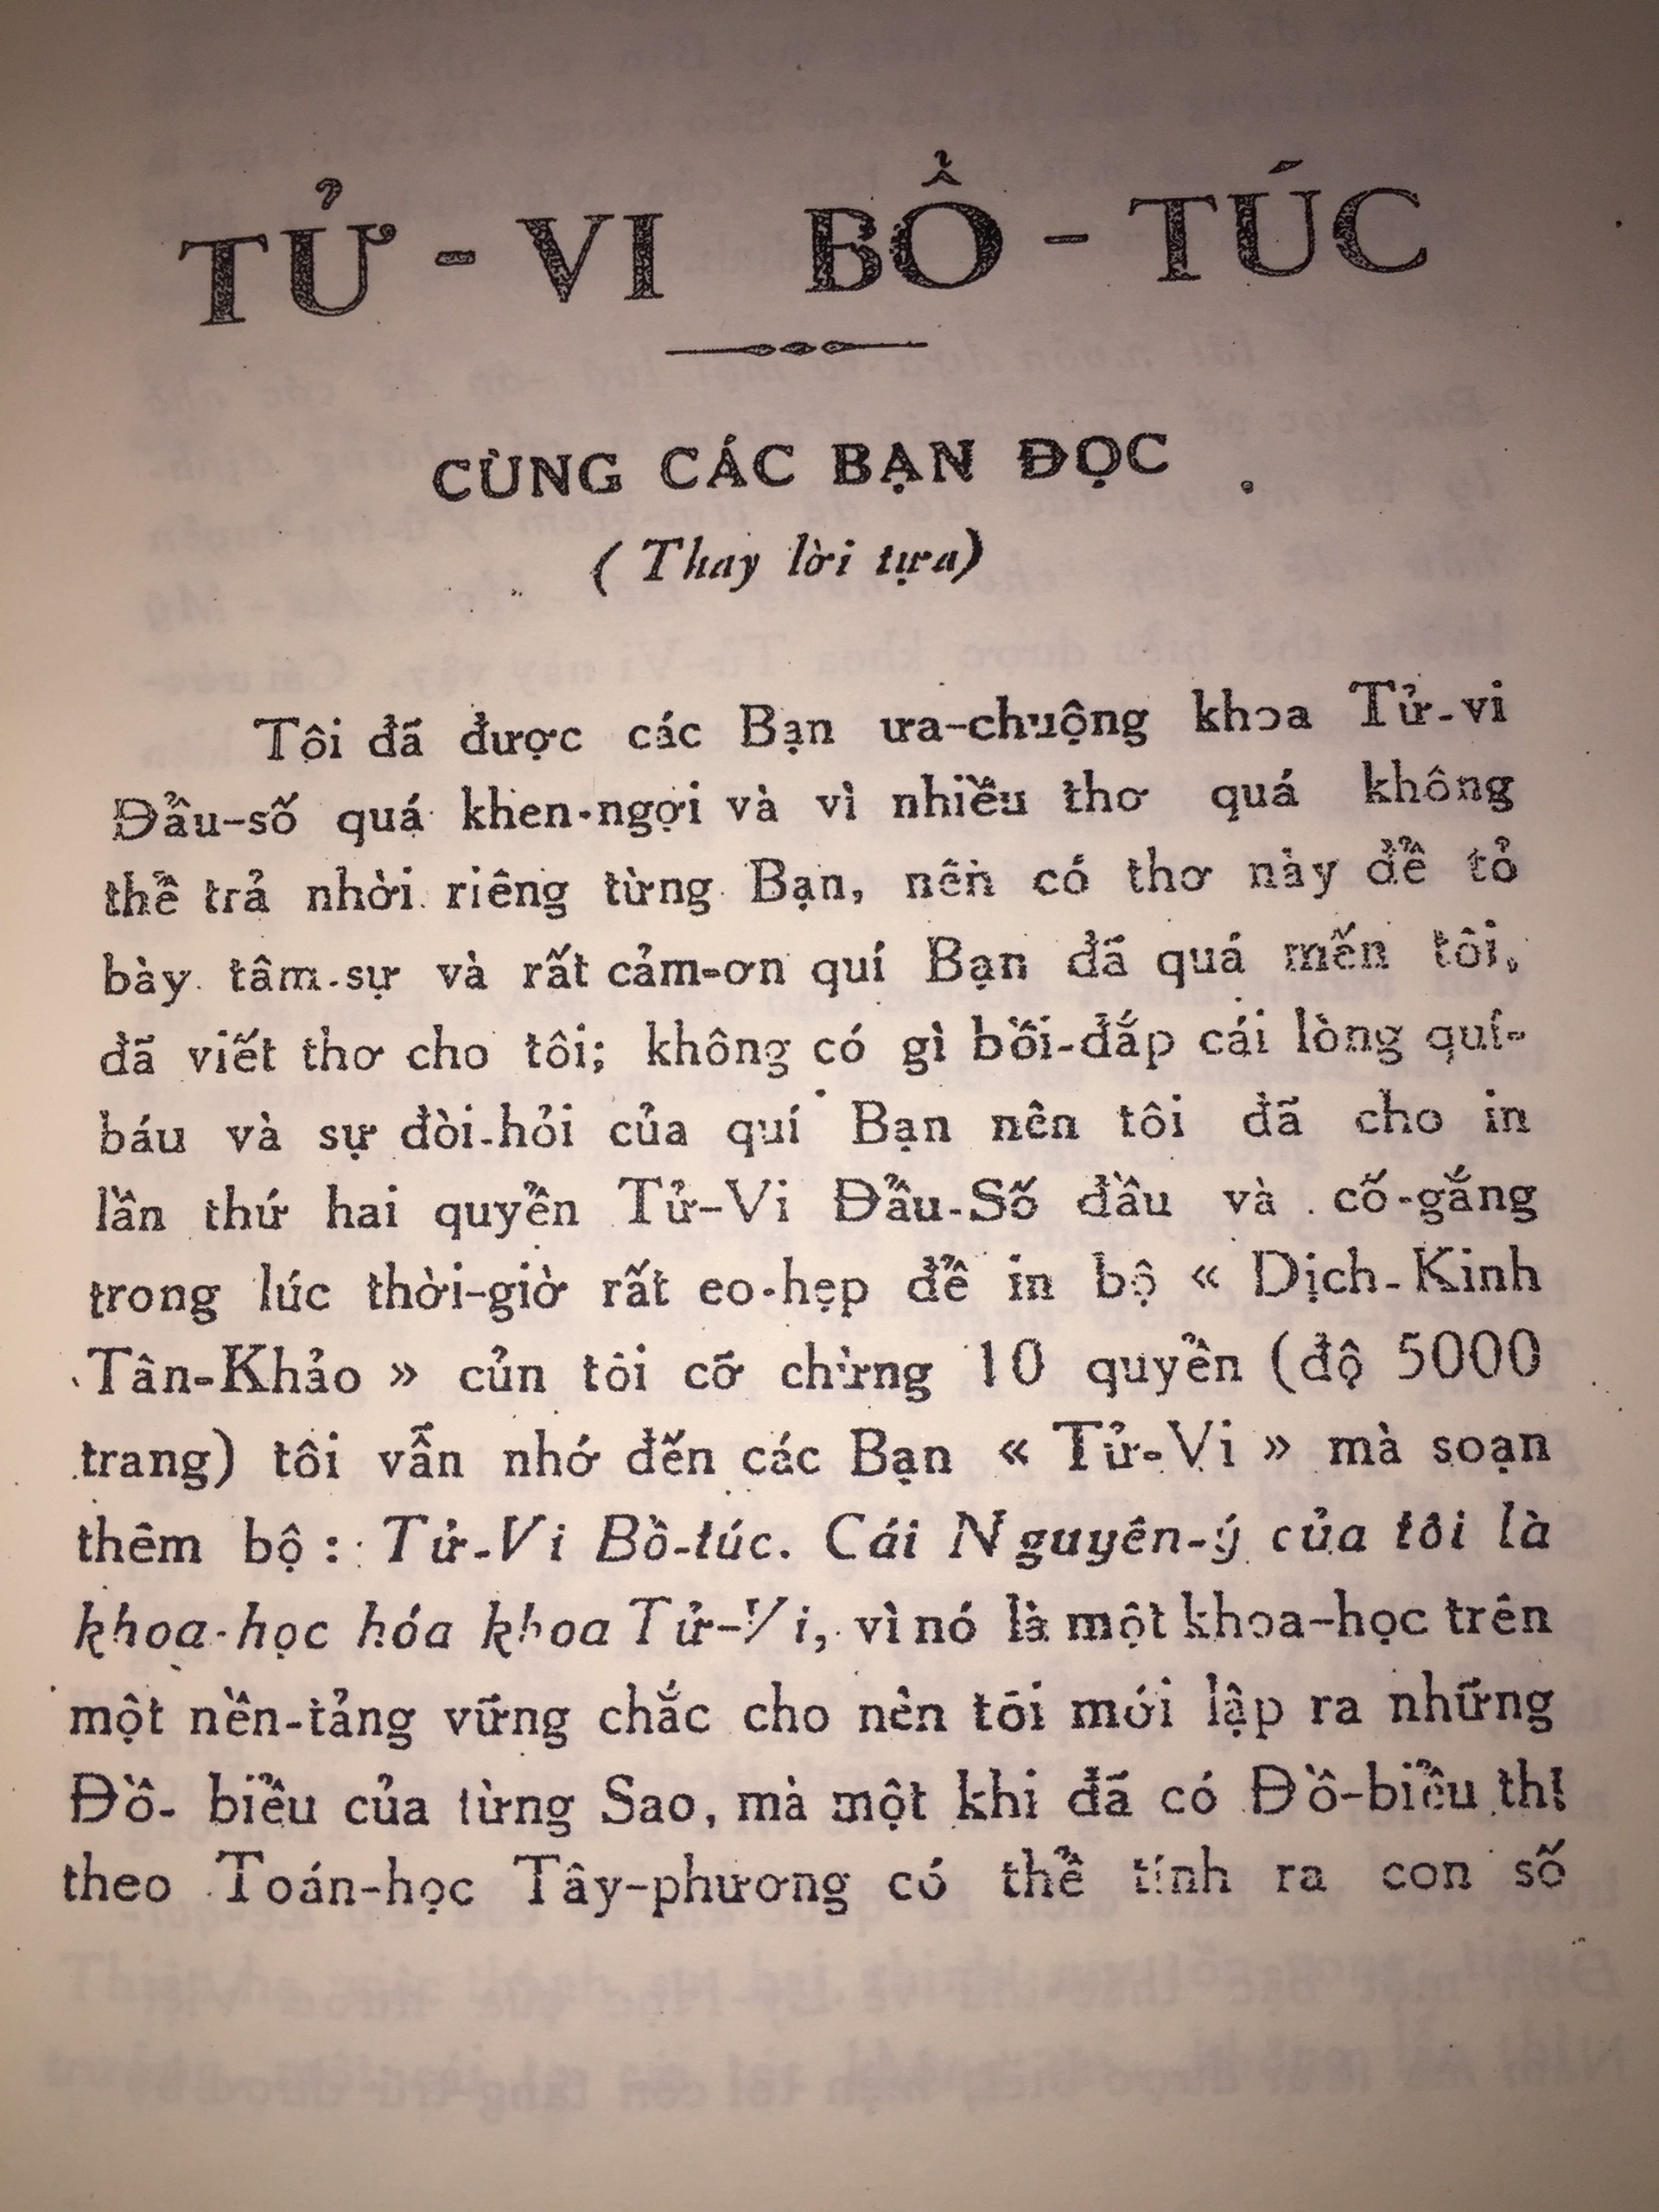 TỬ - VI BỔ - TÚC
CÙNG CÁC BẠN ĐỌC
( Thay lời tựa)
Tôi đã được các Bạn ưa-chuộng khoa Tử-vi
Đẩu-số quá khen-ngợi và vì nhiều thơ quá không
thể trả nhời riêng từng Bạn, nên có thơ này để tỏ
bày tâm-sự và rất cảm-ơn quí Bạn đã quá mến tôi,
đã viết thơ cho tôi; không có gì bồi-đắp cái lòng quí-
báu và sự đòi-hỏi của quí Bạn nên tôi đã cho in
lần thứ hai quyển Tử-Vi Đẩu-Số đầu và cố-gắng
trong lúc thời-giờ rất eo-hẹp để in bộ « Dịch-Kinh
Tân-Khảo » củn tôi cỡ chừng 10 quyển (độ 5000
trang) tôi vẫn nhớ đến các Bạn « Tử-Vi » mà soạn
thêm bộ : Tử-Vi Bồ-túc. Cái Nguyên-ý của tôi là
khoa-học hóa khoa Tử-Vi, vì nó là một khoa-học trên
một nền-tảng vững chắc cho nên tôi mới lập ra những
Đồ- biểu của từng Sao, mà một khi đã có Đồ-biểu thì
theo Toán-học Tây-phương có thể tính ra con số